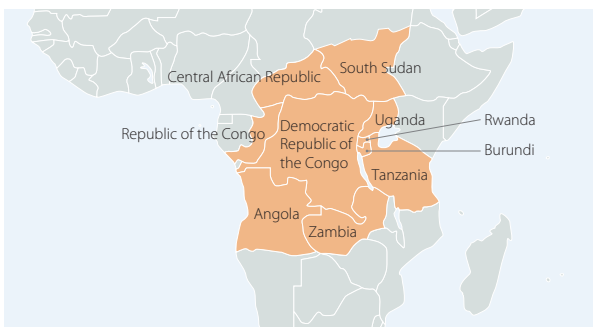 South Sudan
Central African Republic
Uganda
Rwanda
Republic of the Congo
Democratic
Republic of
the Congo
Burundi
Tanzania
Angola
Zambia